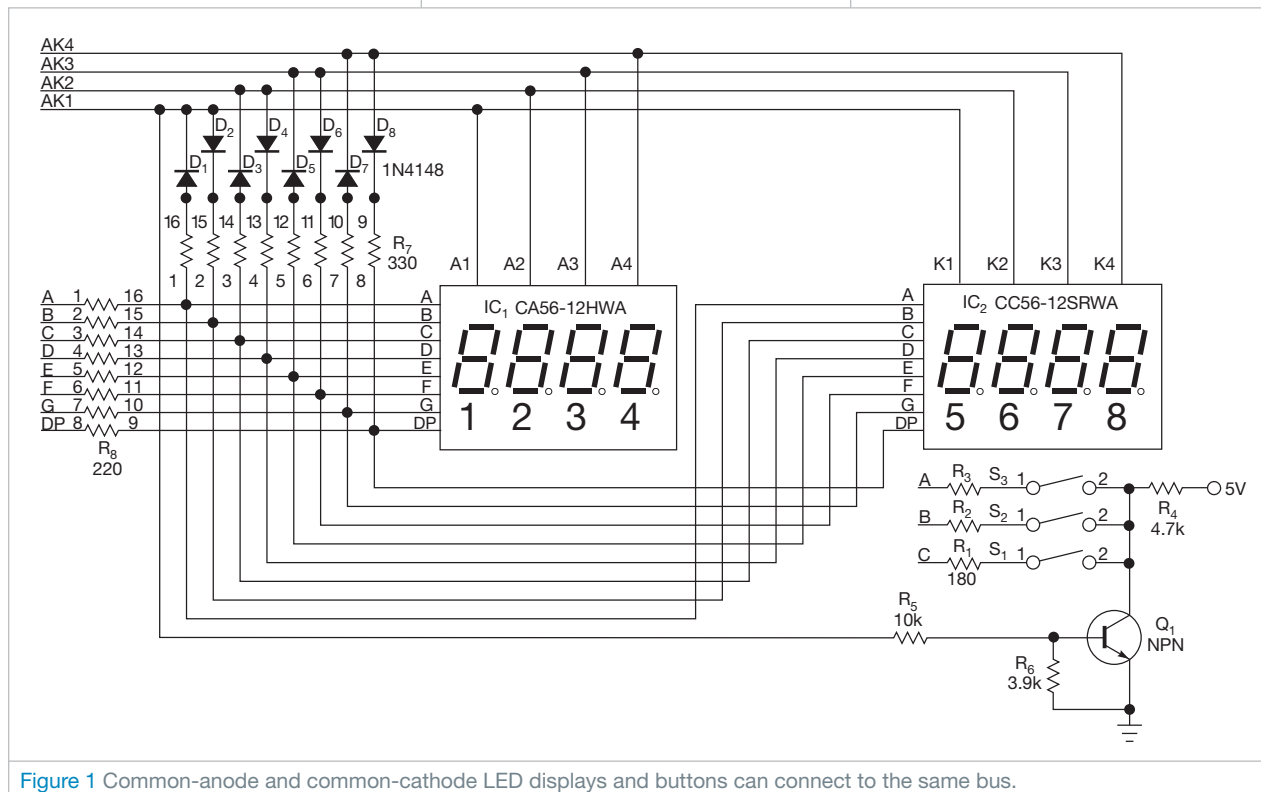 AK4
AK3
AK2
AK1
D2 D4 D6 D8
D1 D3 D5 D7 1N4148
16 15 14 13 12 11 10 9
R7
330
1 2 3 4 5 6 7 8
A1 A2 A3 A4
K1 K2 K3 K4
A 1 16
B 2 15
C 3 14
D 4 13
E 5 12
F 6 11
G 7 10
DP 8 9
R8
220
A
B
C
D
E
F
G
DP
IC1 CA56-12HWA
1 2 3 4
A
B
C
D
E
F
G
DP
IC2 CC56-12SRWA
5 6 7 8
A R3 S3 1 2 5V
R4
4.7k
B R2 S2 1 2
C R1 S1 1 2
180
R5
10k
Q1
NPN
R6
3.9k
Figure 1 Common-anode and common-cathode LED displays and buttons can connect to the same bus.